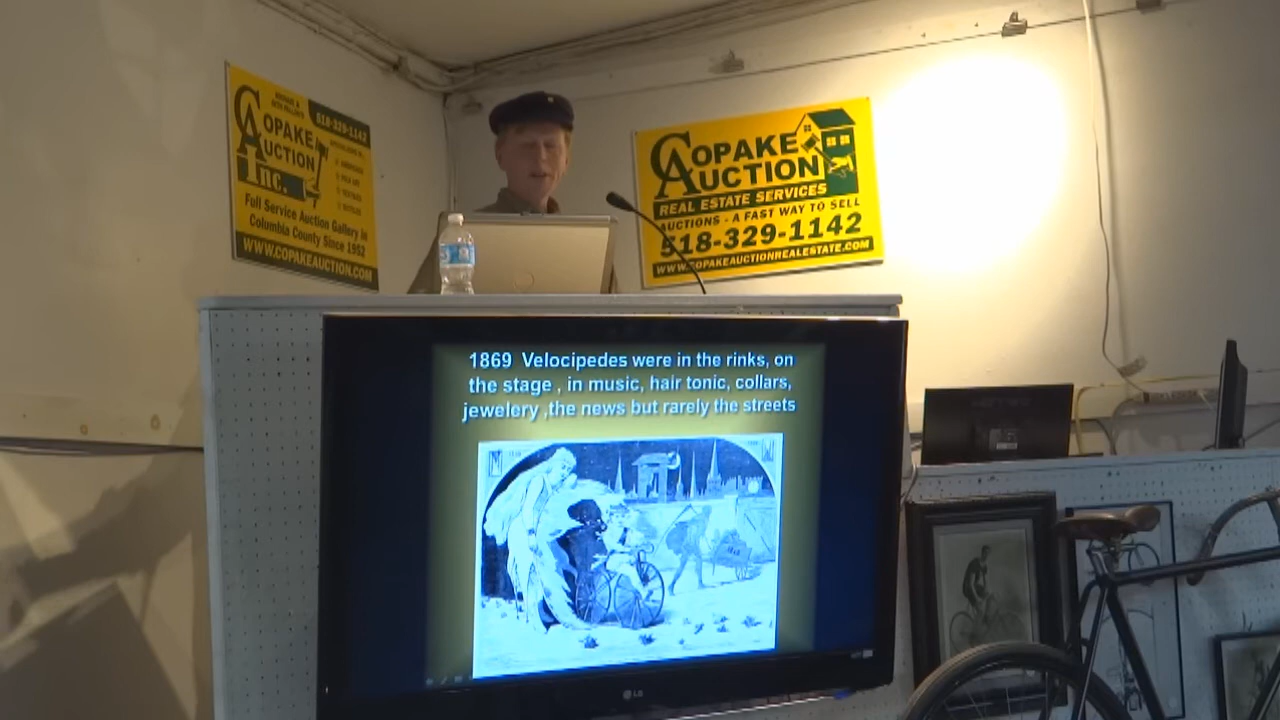 COPAKE
AUCTION
Inc.
518-329-1142
Full Service Auction Gallery in
Columbia County Since 1952
WWW.COPAKEAUCTION.COM
COPAKE
AUCTION
REAL ESTATE SERVICES
AUCTIONS - A FAST WAY TO SELL
518-329-1142
WWW.COPAKEAUCTIONREALESTATE.COM
1869 Velocipedes were in the rinks, on
the stage , in music, hair tonic, collars,
jewelery ,the news but rarely the streets
LG